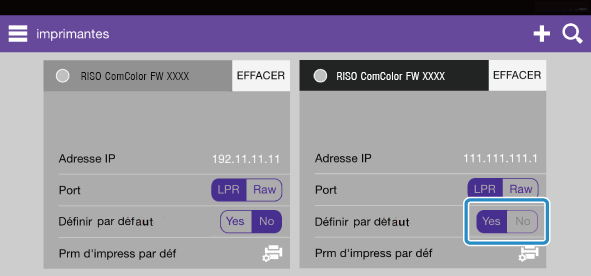 imprimantes
RISO ComColor FW XXXX EFFACER
Adresse IP 192.11.11.11
Port LPR Raw
Définir par défaut Yes No
Prm d'impress par déf
RISO ComColor FW XXXX EFFACER
Adresse IP 111.111.111.1
Port LPR Raw
Définir par défaut Yes No
Prm d'impress par déf